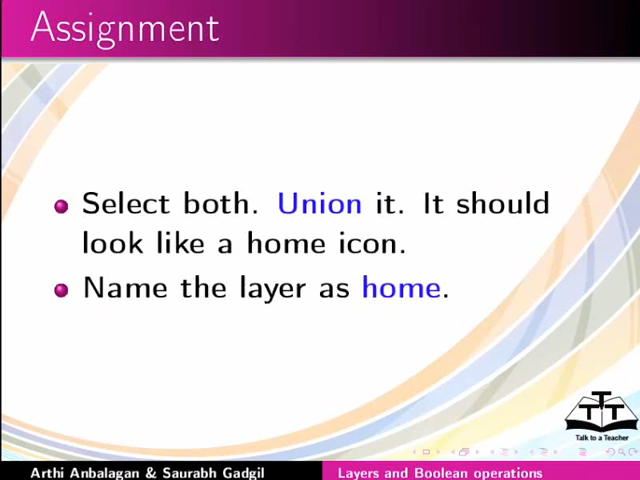 Assignment
Select both. Union it. It should
look like a home icon.
Name the layer as home.
TTT
Talk to a Teacher
Arthi Anbalagan & Saurabh Gadgil
Layers and Boolean operations